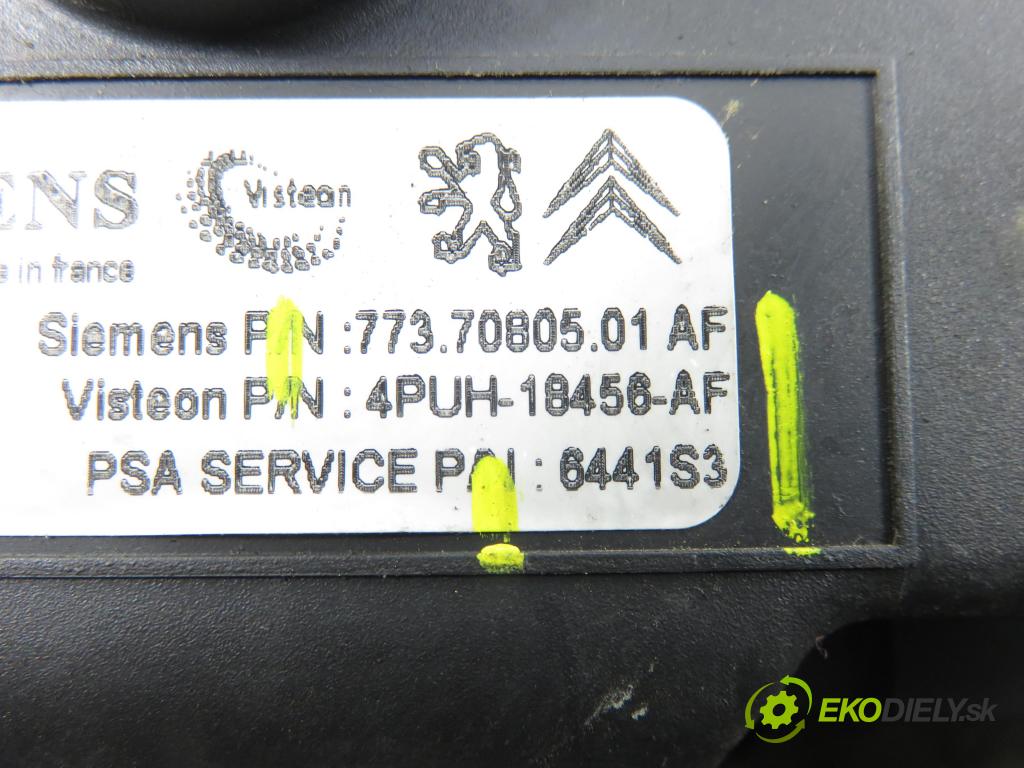 ENS Visteon
in france
Siemens P/N :773.70805.01 AF
Visteon P/N : 4PUH-18456-AF
PSA SERVICE P/N : 6441S3
EKODIELY.sk